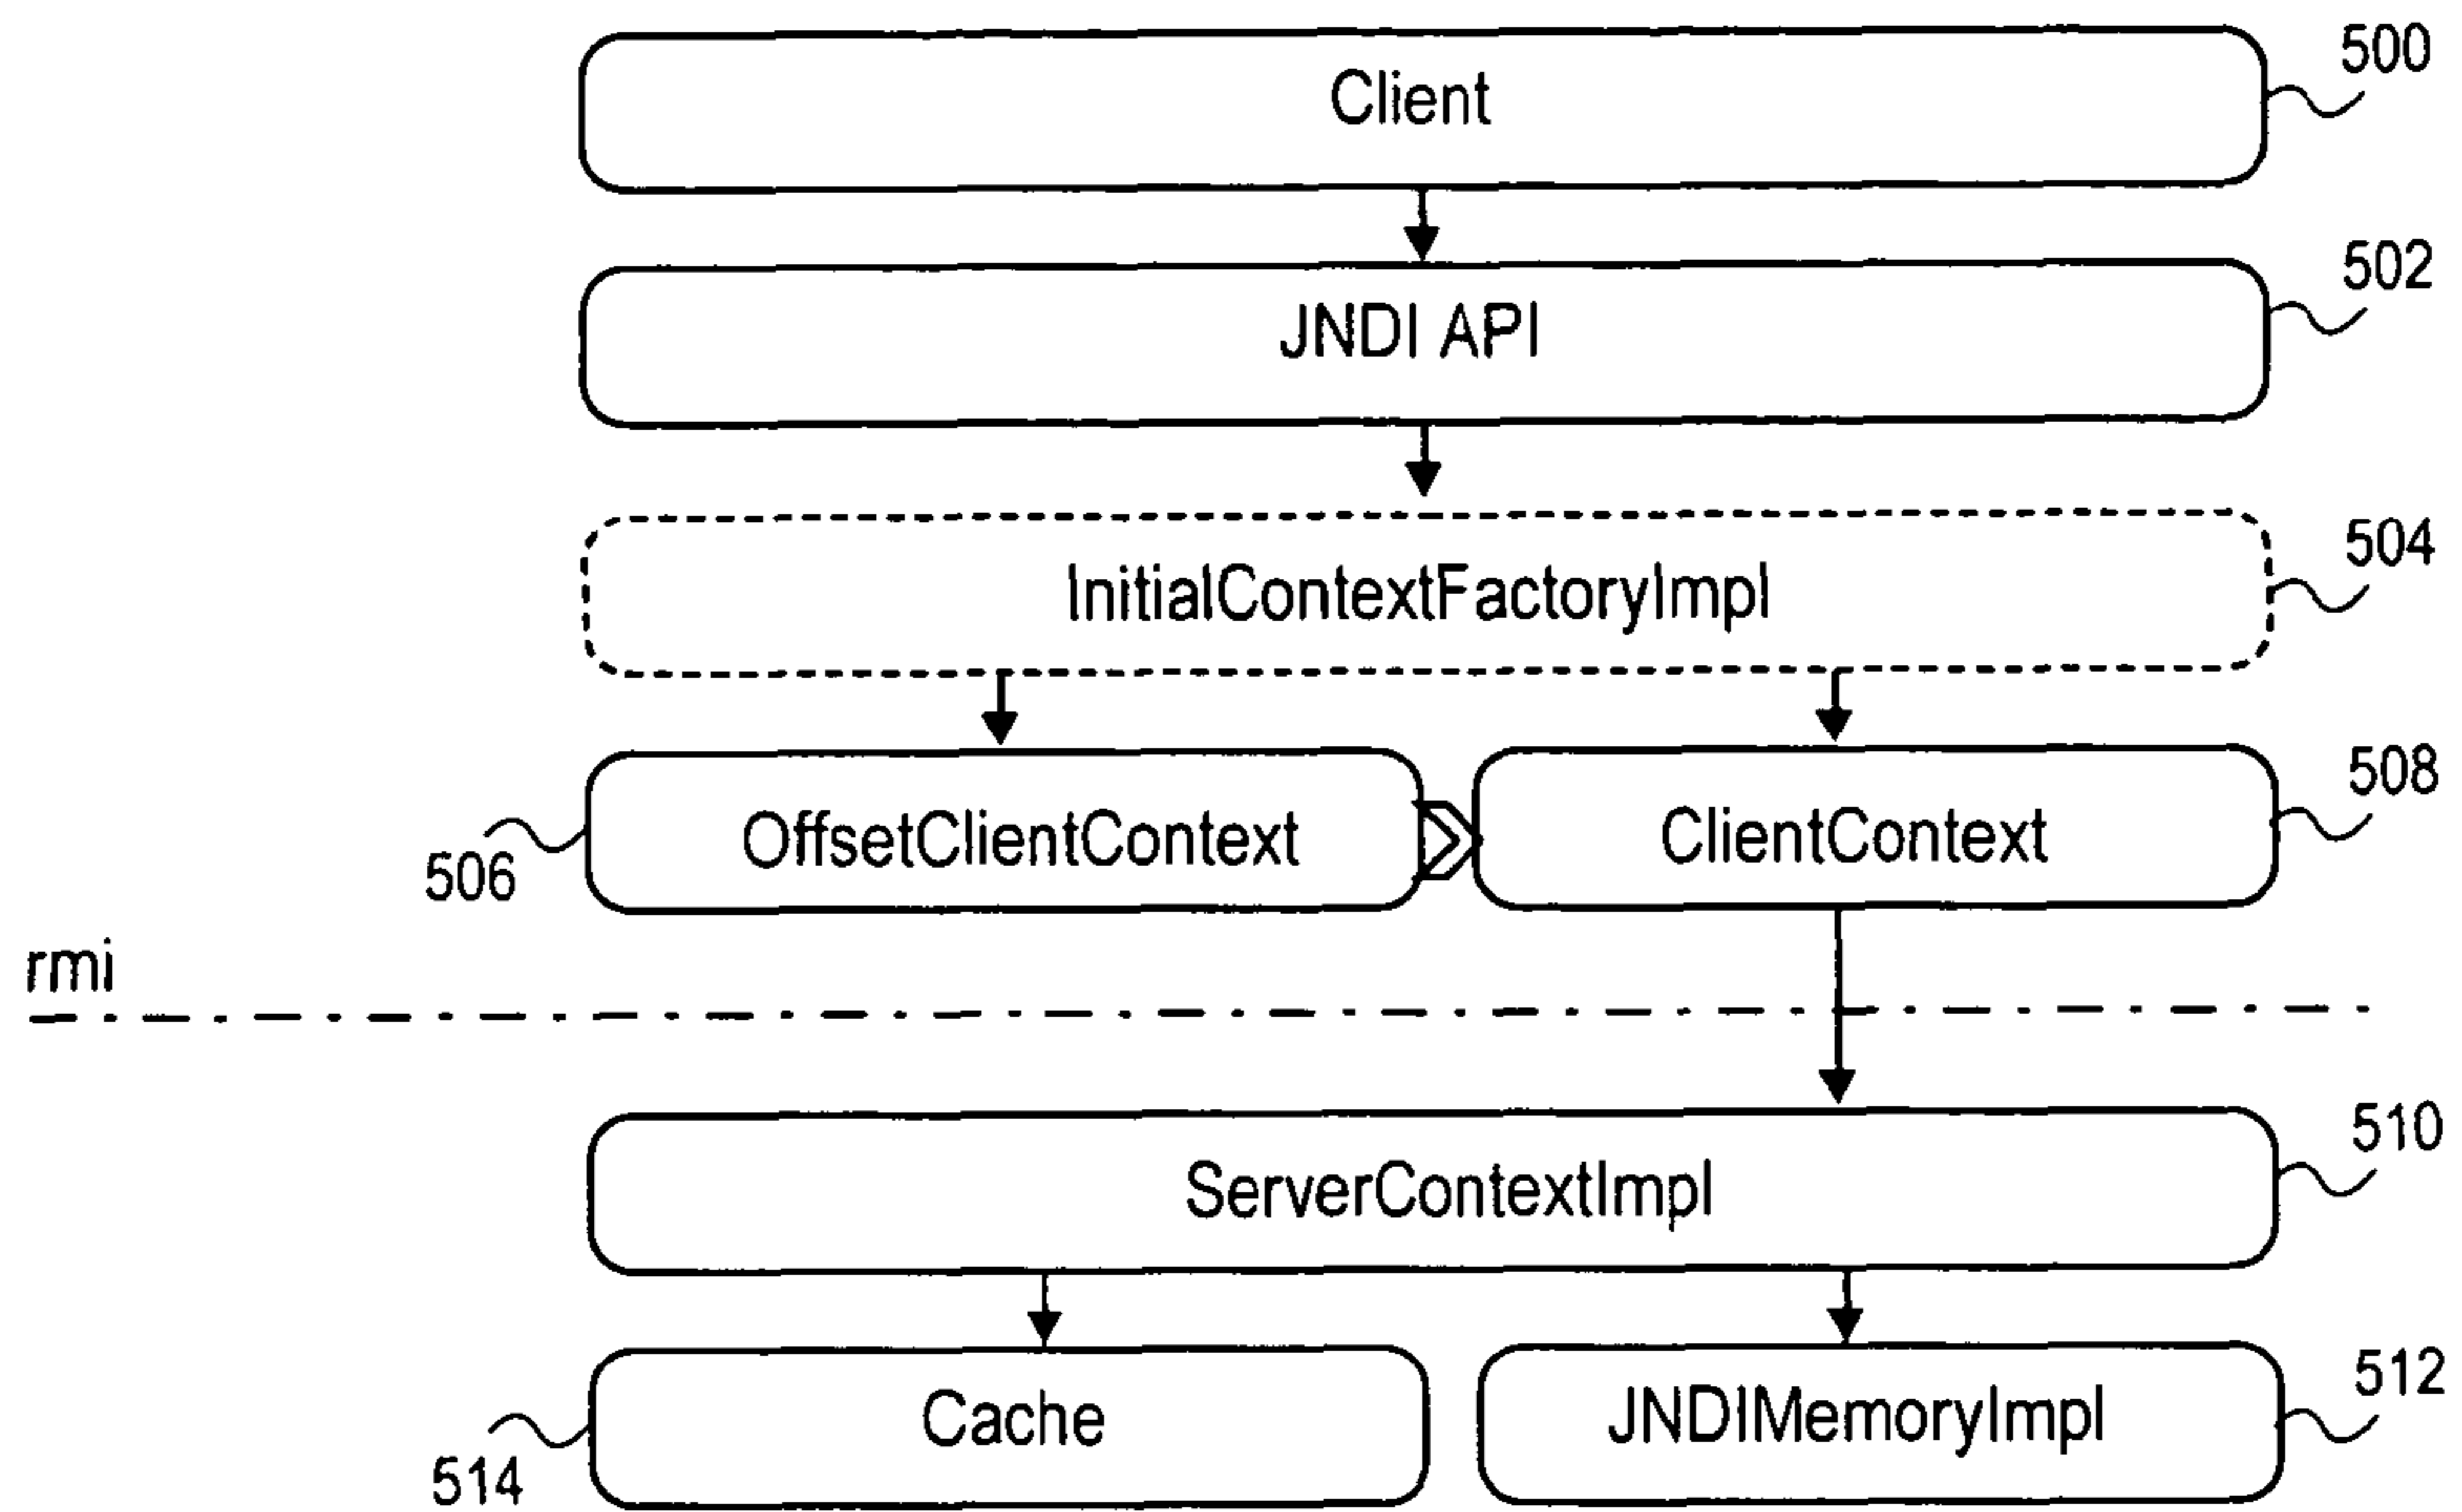 Client
500
JNDI API
502
InitialContextFactoryImpl
504
OffsetClientContext
506
ClientContext
508
rmi
ServerContextImpl
510
Cache
514
JNDIMemoryImpl
512